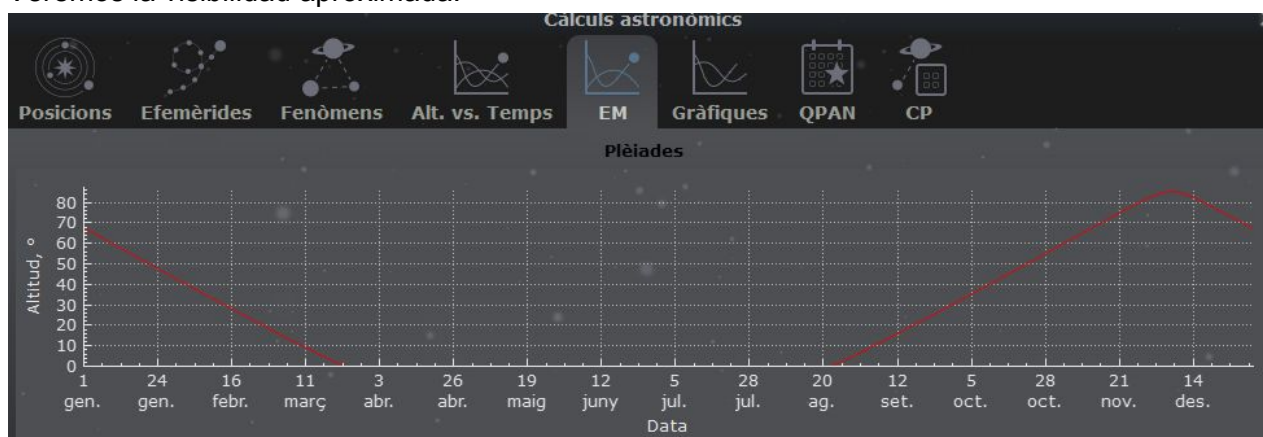 Veremos la visibilidad aproximada.
Càlculs astronòmics
Posicions Efemèrides Fenòmens Alt. vs. Temps EM Gràfiques QPAN CP
Plèiades
Altitud, °
80
70
60
50
40
30
20
10
0
1 24 16 11 3 26 19 12 5 28 20 12 5 28 21 14
gen. gen. febr. març abr. abr. maig juny jul. jul. ag. set. oct. oct. nov. des.
Data